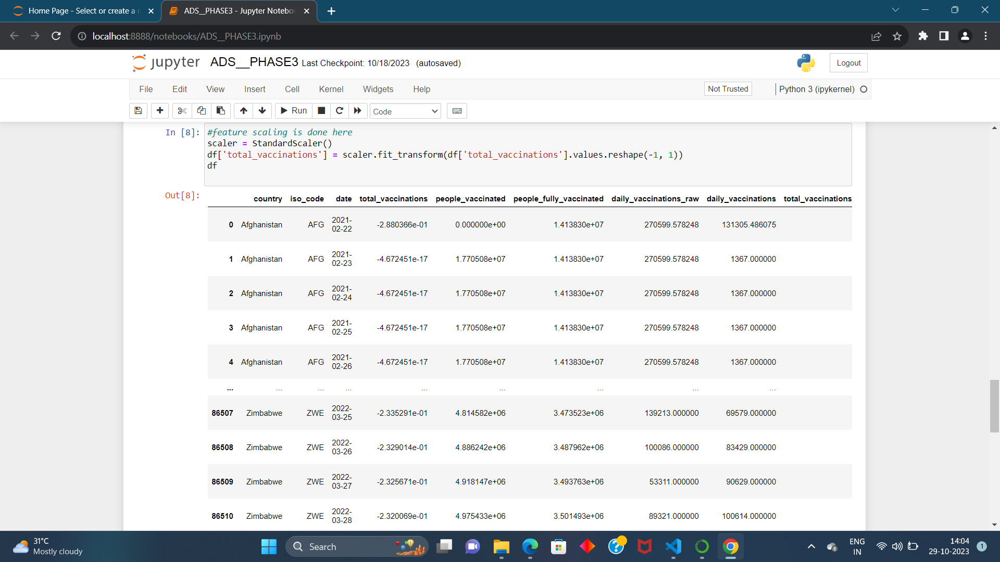 Home Page - Select or create a n
ADS__PHASE3 - Jupyter Notebo
localhost:8888/notebooks/ADS__PHASE3.ipynb
jupyter ADS__PHASE3 Last Checkpoint: 10/18/2023 (autosaved)
Logout
File Edit View Insert Cell Kernel Widgets Help
Not Trusted
Python 3 (ipykernel)
Run
Code
In [8]: #feature scaling is done here
scaler = StandardScaler()
df['total_vaccinations'] = scaler.fit_transform(df['total_vaccinations'].values.reshape(-1, 1))
df
Out[8]:
country iso_code date total_vaccinations people_vaccinated people_fully_vaccinated daily_vaccinations_raw daily_vaccinations total_vaccinations
0 Afghanistan AFG 2021-02-22 -2.880366e-01 0.000000e+00 1.413830e+07 270599.578248 131305.486075
1 Afghanistan AFG 2021-02-23 -4.672451e-17 1.770508e+07 1.413830e+07 270599.578248 1367.000000
2 Afghanistan AFG 2021-02-24 -4.672451e-17 1.770508e+07 1.413830e+07 270599.578248 1367.000000
3 Afghanistan AFG 2021-02-25 -4.672451e-17 1.770508e+07 1.413830e+07 270599.578248 1367.000000
4 Afghanistan AFG 2021-02-26 -4.672451e-17 1.770508e+07 1.413830e+07 270599.578248 1367.000000
... ... ... ... ... ... ... ... ...
86507 Zimbabwe ZWE 2022-03-25 -2.335291e-01 4.814582e+06 3.473523e+06 139213.000000 69579.000000
86508 Zimbabwe ZWE 2022-03-26 -2.329014e-01 4.886242e+06 3.487962e+06 100086.000000 83429.000000
86509 Zimbabwe ZWE 2022-03-27 -2.325671e-01 4.918147e+06 3.493763e+06 53311.000000 90629.000000
86510 Zimbabwe ZWE 2022-03-28 -2.320069e-01 4.975433e+06 3.501493e+06 89321.000000 100614.000000
31°C
Mostly cloudy
Search
ENG
IN
14:04
29-10-2023
1